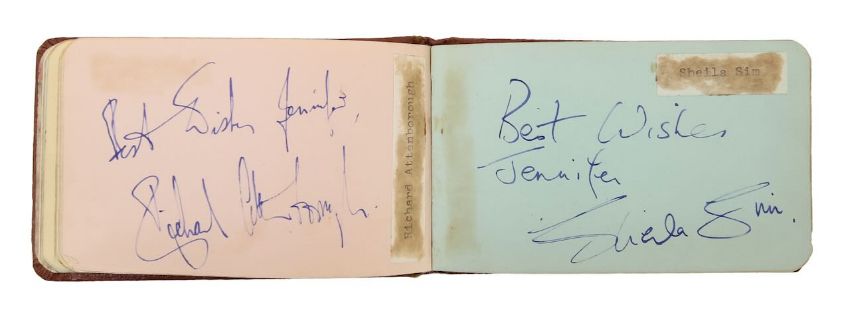 Best Wishes Jennifer,
Richard Attenborough.
Richard Attenborough
Sheila Sim
Best Wishes
Jennifer
Sheila Sim.